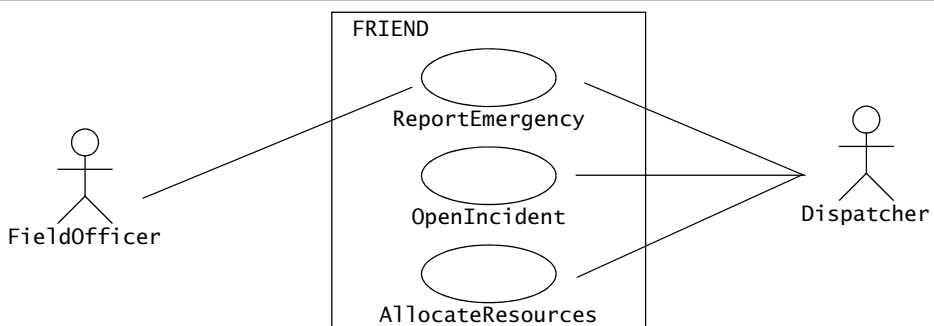 FRIEND
ReportEmergency
OpenIncident
Dispatcher
FieldOfficer
AllocateResources